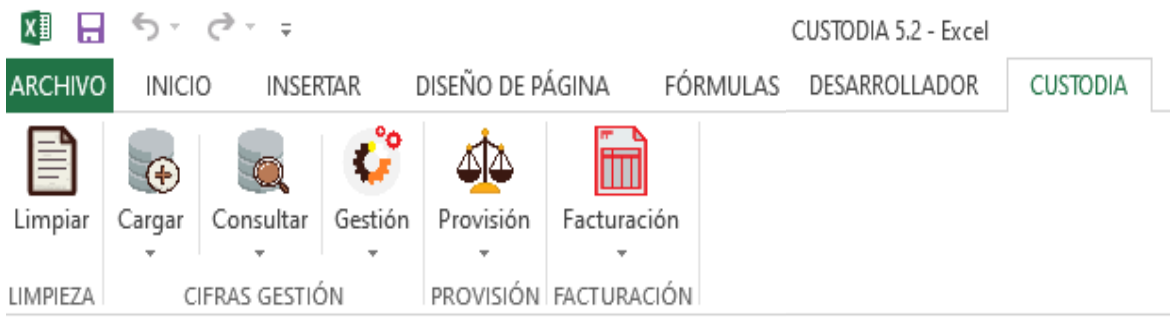 CUSTODIA 5.2 - Excel
ARCHIVO INICIO INSERTAR DISEÑO DE PÁGINA FÓRMULAS DESARROLLADOR CUSTODIA
Limpiar Cargar Consultar Gestión Provisión Facturación
LIMPIEZA CIFRAS GESTIÓN PROVISIÓN FACTURACIÓN